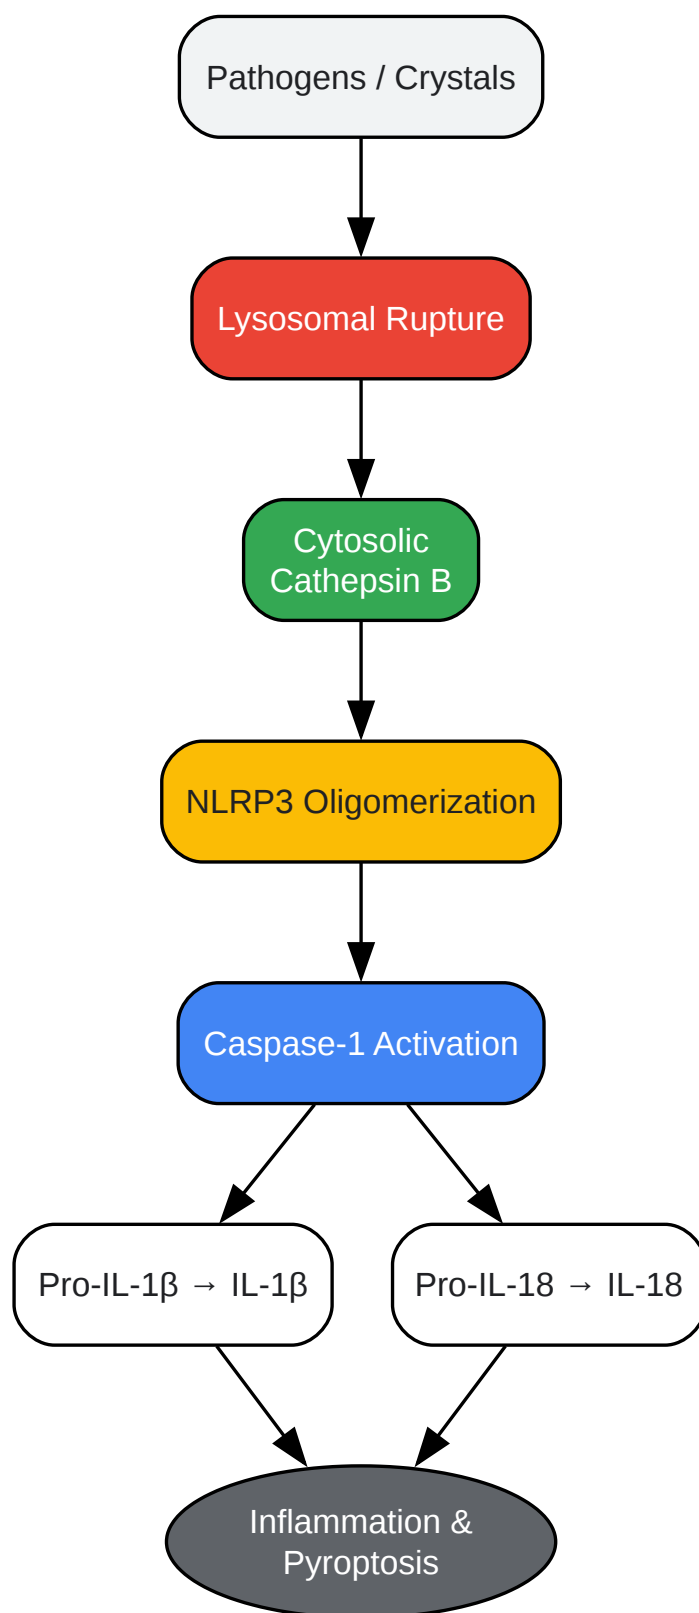 Pathogens / Crystals
Lysosomal Rupture
Cytosolic
Cathepsin B
NLRP3 Oligomerization
Caspase-1 Activation
Pro-IL-1β → IL-1β
Pro-IL-18 → IL-18
Inflammation &
Pyroptosis